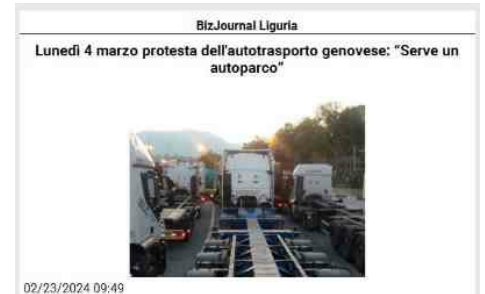 BizJournal Liguria
Lunedì 4 marzo protesta dell'autotrasporto genovese: “Serve un
autoparco”
02/23/2024 09:49